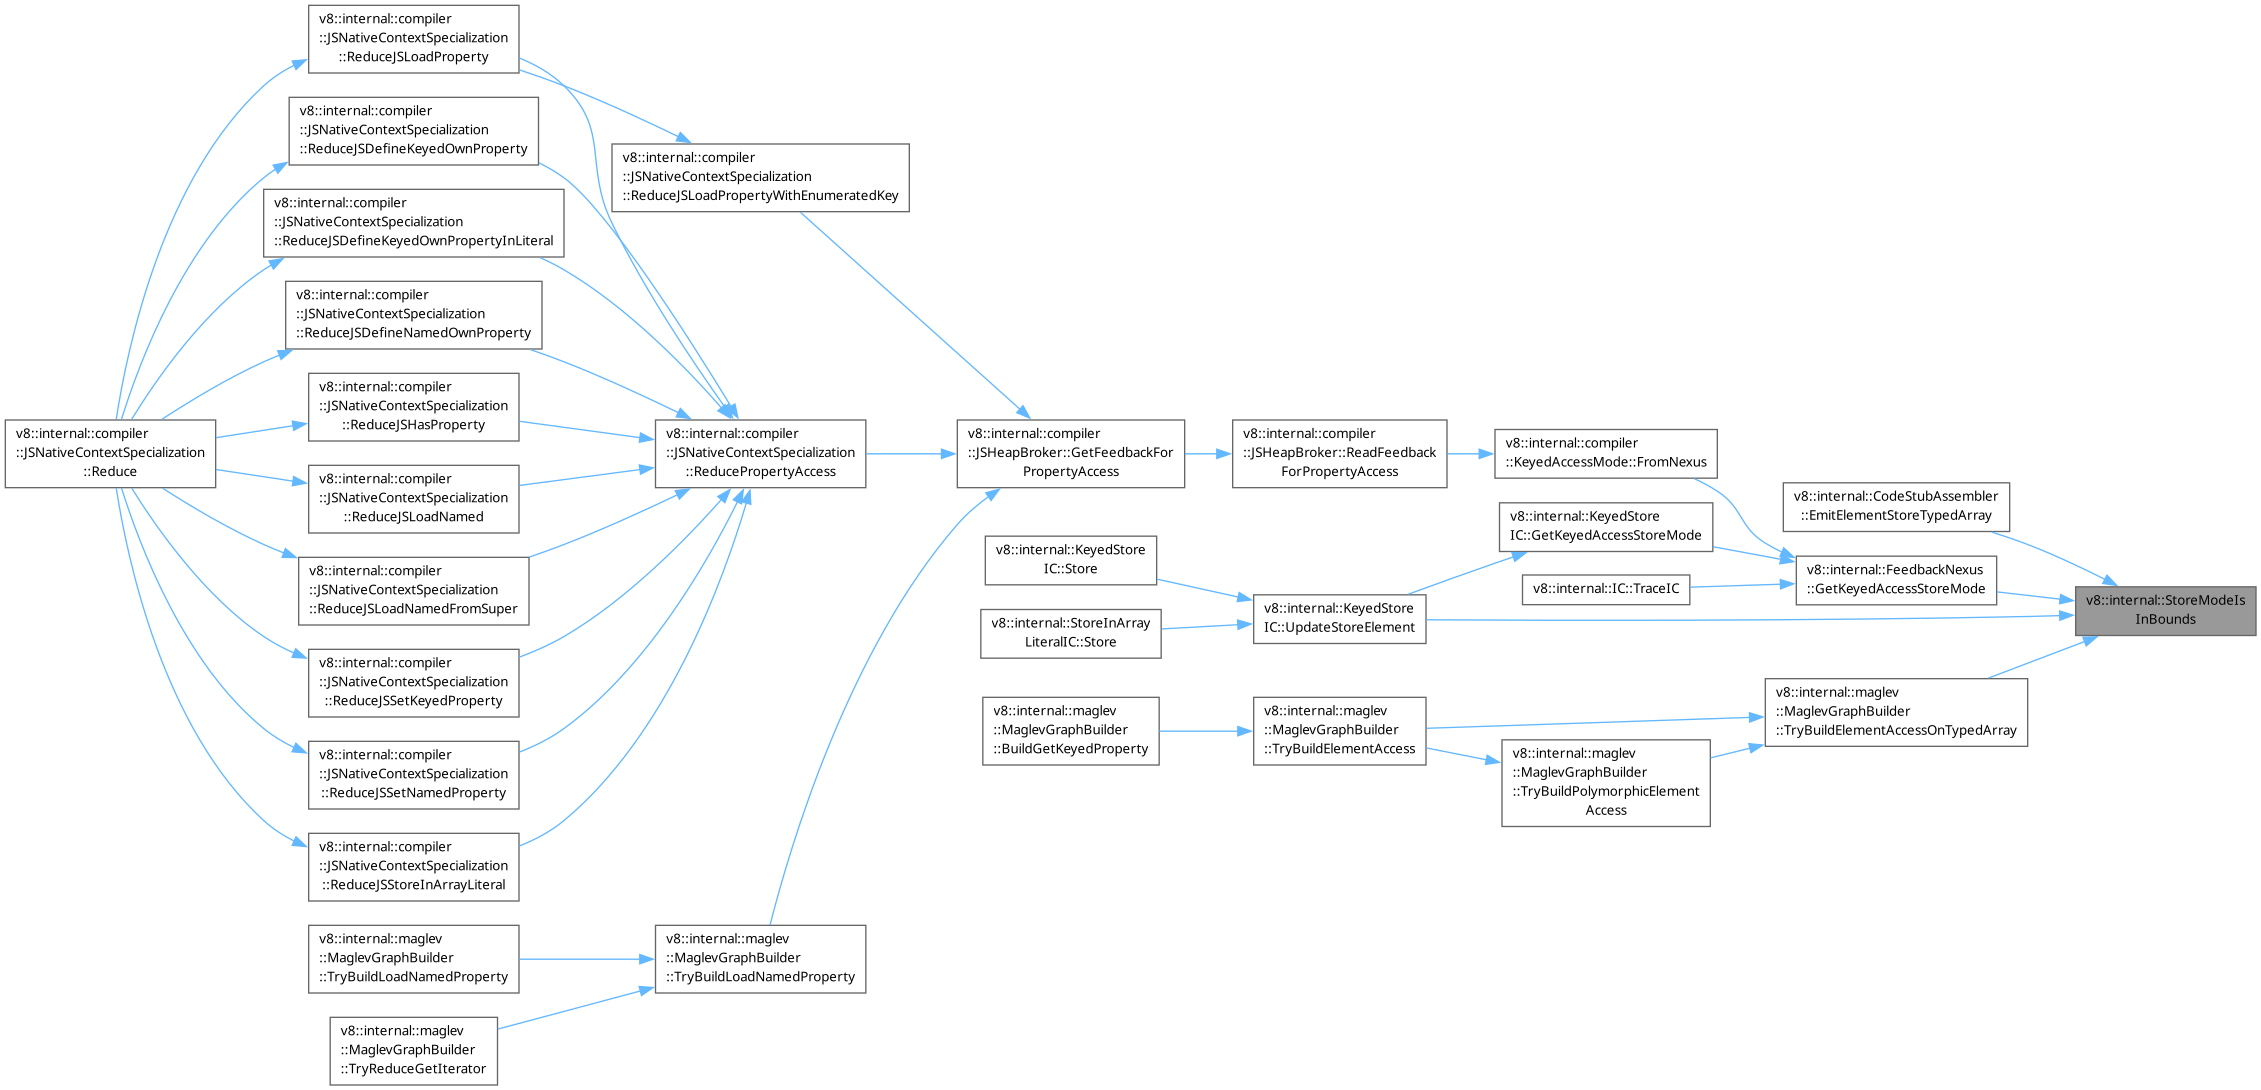 v8::internal::compiler
::JSNativeContextSpecialization
::ReduceJSLoadProperty
v8::internal::compiler
::JSNativeContextSpecialization
::ReduceJSDefineKeyedOwnProperty
v8::internal::compiler
::JSNativeContextSpecialization
::ReduceJSLoadPropertyWithEnumeratedKey
v8::internal::compiler
::JSNativeContextSpecialization
::ReduceJSDefineKeyedOwnPropertyInLiteral
v8::internal::compiler
::JSNativeContextSpecialization
::ReduceJSDefineNamedOwnProperty
v8::internal::compiler
::JSNativeContextSpecialization
::ReduceJSHasProperty
v8::internal::compiler
::JSNativeContextSpecialization
::Reduce
v8::internal::compiler
::JSNativeContextSpecialization
::ReducePropertyAccess
v8::internal::compiler
::JSHeapBroker::GetFeedbackFor
PropertyAccess
v8::internal::compiler
::JSHeapBroker::ReadFeedback
ForPropertyAccess
v8::internal::compiler
::KeyedAccessMode::FromNexus
v8::internal::compiler
::JSNativeContextSpecialization
::ReduceJSLoadNamed
v8::internal::CodeStubAssembler
::EmitElementStoreTypedArray
v8::internal::KeyedStore
IC::GetKeyedAccessStoreMode
v8::internal::KeyedStore
IC::Store
v8::internal::compiler
::JSNativeContextSpecialization
::ReduceJSLoadNamedFromSuper
v8::internal::IC::TraceIC
v8::internal::FeedbackNexus
::GetKeyedAccessStoreMode
v8::internal::StoreModeIs
InBounds
v8::internal::KeyedStore
IC::UpdateStoreElement
v8::internal::StoreInArray
LiteralIC::Store
v8::internal::compiler
::JSNativeContextSpecialization
::ReduceJSSetKeyedProperty
v8::internal::maglev
::MaglevGraphBuilder
::TryBuildElementAccessOnTypedArray
v8::internal::maglev
::MaglevGraphBuilder
::BuildGetKeyedProperty
v8::internal::maglev
::MaglevGraphBuilder
::TryBuildElementAccess
v8::internal::maglev
::MaglevGraphBuilder
::TryBuildPolymorphicElement
Access
v8::internal::compiler
::JSNativeContextSpecialization
::ReduceJSSetNamedProperty
v8::internal::compiler
::JSNativeContextSpecialization
::ReduceJSStoreInArrayLiteral
v8::internal::maglev
::MaglevGraphBuilder
::TryBuildLoadNamedProperty
v8::internal::maglev
::MaglevGraphBuilder
::TryBuildLoadNamedProperty
v8::internal::maglev
::MaglevGraphBuilder
::TryReduceGetIterator